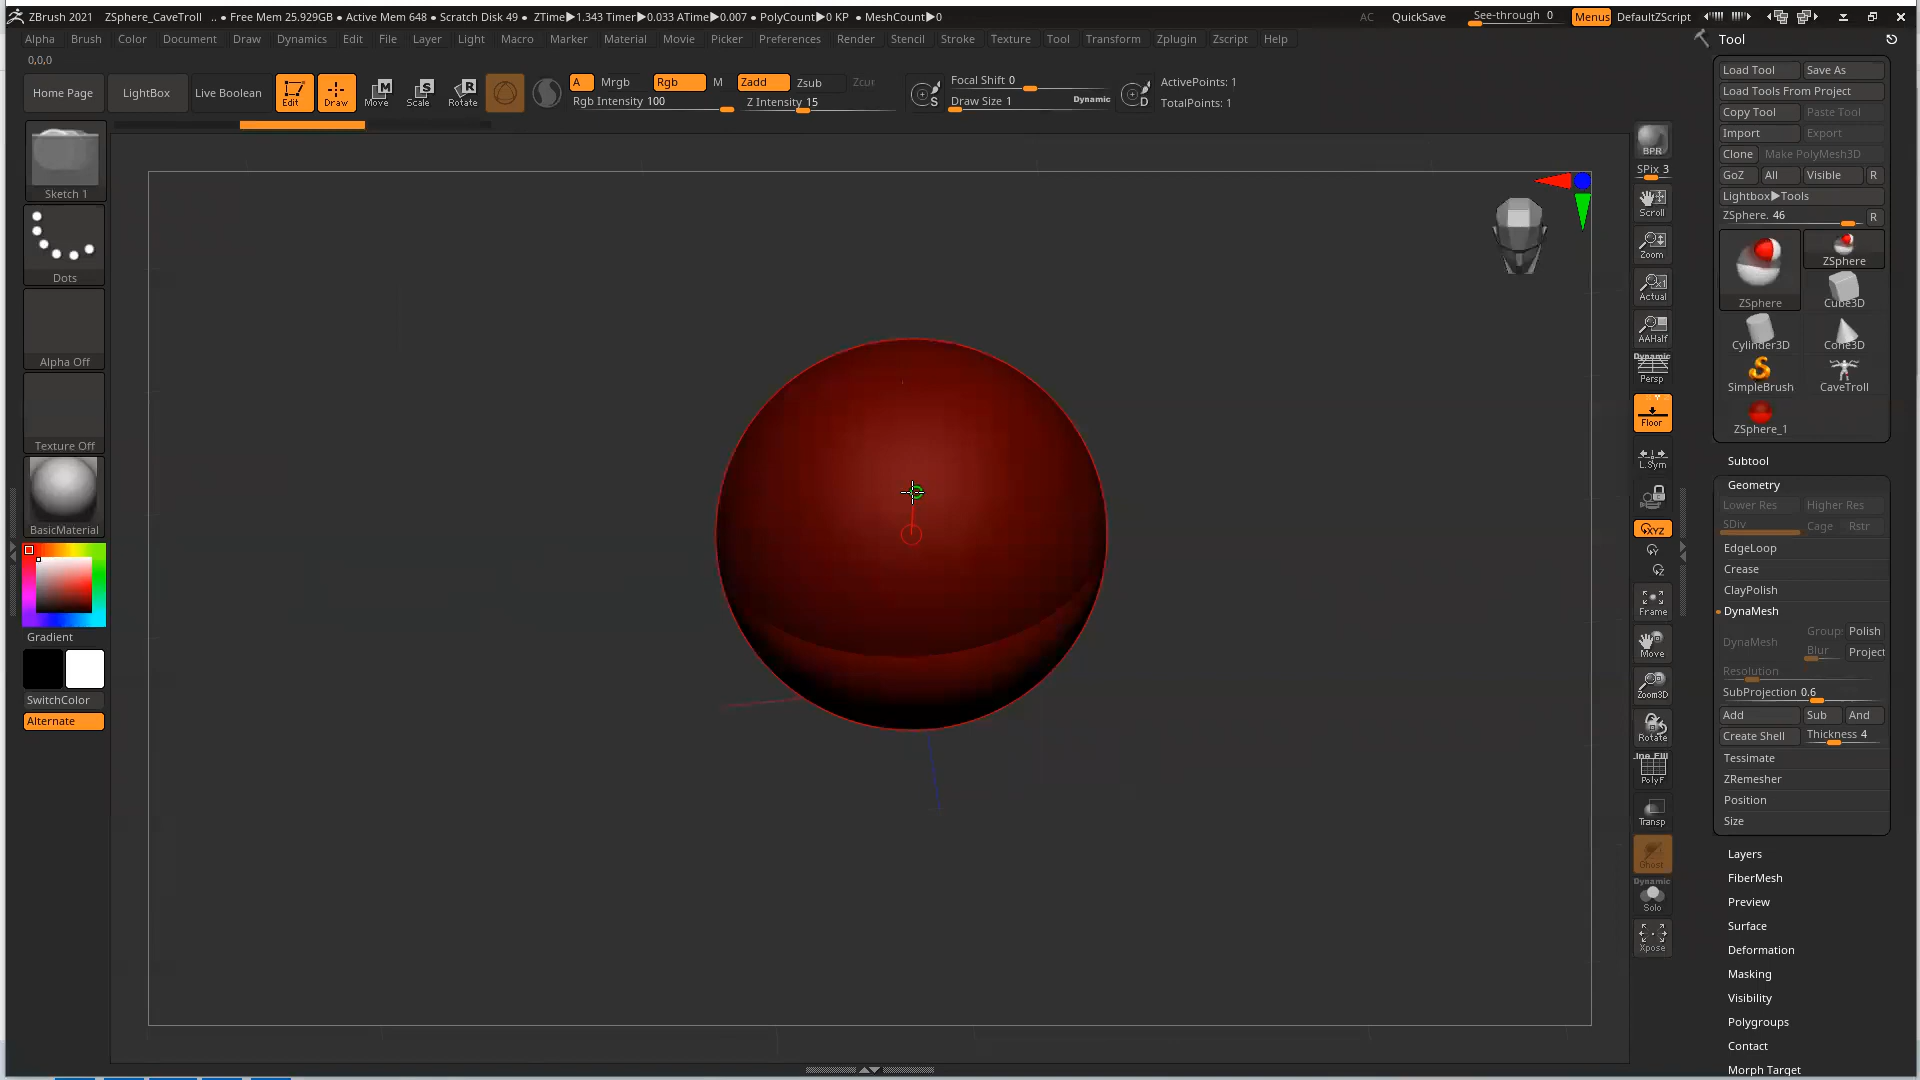 ZBrush 2021 ZSphere_CaveTroll .. • Free Mem 25.929GB • Active Mem 648 • Scratch Disk 49 • ZTime▶1.343 Timer▶0.033 ATime▶0.007 • PolyCount▶0 KP • MeshCount▶0 AC QuickSave See-through 0 Menus DefaultZScript
Alpha Brush Color Document Draw Dynamics Edit File Layer Light Macro Marker Material Movie Picker Preferences Render Stencil Stroke Texture Tool Transform Zplugin Zscript Help
0,0,0
Home Page LightBox Live Boolean Edit Draw Move Scale Rotate
A Mrgb Rgb M Zadd Zsub Zcut
Rgb Intensity 100 Z Intensity 15
Focal Shift 0
Draw Size 1 Dynamic
S D
ActivePoints: 1
TotalPoints: 1
Sketch 1
Dots
Alpha Off
Texture Off
BasicMaterial
Gradient
SwitchColor
Alternate
BPR
SPix 3
Scroll
Zoom
Actual
AAHalf
Dynamic
Persp
Floor
L.Sym
XYZ
Frame
Move
Zoom3D
Rotate
Line Fill
PolyF
Transp
Ghost
Dynamic
Solo
Xpose
Tool
Load Tool Save As
Load Tools From Project
Copy Tool Paste Tool
Import Export
Clone Make PolyMesh3D
GoZ All Visible R
Lightbox▶Tools
ZSphere. 46 R
ZSphere ZSphere
Cube3D
Cylinder3D Cone3D
SimpleBrush CaveTroll
ZSphere_1
Subtool
Geometry
Lower Res Higher Res
SDiv Cage Rstr
EdgeLoop
Crease
ClayPolish
DynaMesh
DynaMesh Group: Polish
Blur Project
Resolution
SubProjection 0.6
Add Sub And
Create Shell Thickness 4
Tessimate
ZRemesher
Position
Size
Layers
FiberMesh
Preview
Surface
Deformation
Masking
Visibility
Polygroups
Contact
Morph Target